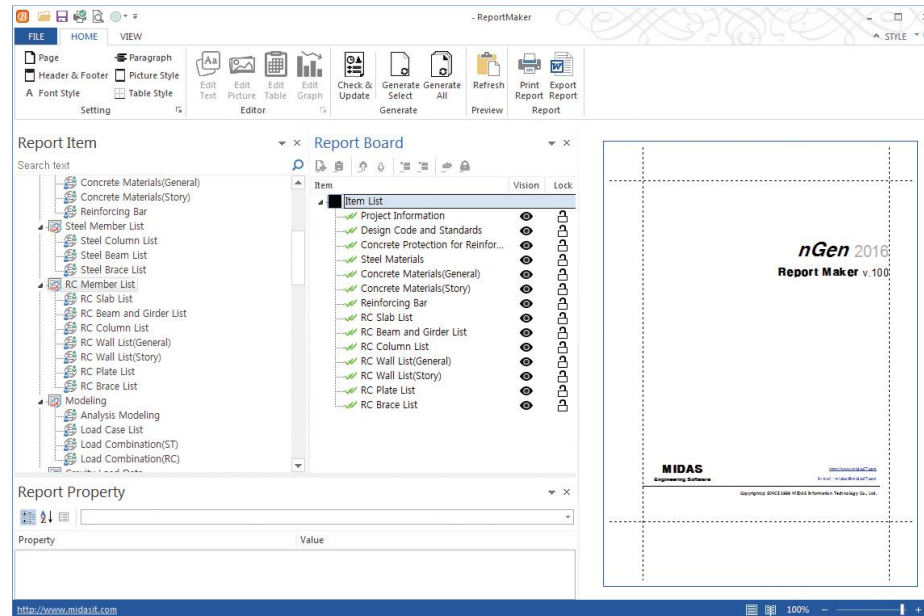 - ReportMaker
FILE HOME VIEW
STYLE
Page
Header & Footer
A Font Style
Paragraph
Picture Style
Table Style
Setting
Aa
Edit Text
Edit Picture
Edit Table
Edit Graph
Editor
Check & Update
Generate Select
Generate All
Generate
Refresh
Preview
Print Report
Export Report
Report
Report Item
Search text
Concrete Materials(General)
Concrete Materials(Story)
Reinforcing Bar
Steel Member List
Steel Column List
Steel Beam List
Steel Brace List
RC Member List
RC Slab List
RC Beam and Girder List
RC Column List
RC Wall List(General)
RC Wall List(Story)
RC Plate List
RC Brace List
Modeling
Analysis Modeling
Load Case List
Load Combination(ST)
Load Combination(RC)
Report Board
Item Vision Lock
Item List
Project Information
Design Code and Standards
Concrete Protection for Reinfor...
Steel Materials
Concrete Materials(General)
Concrete Materials(Story)
Reinforcing Bar
RC Slab List
RC Beam and Girder List
RC Column List
RC Wall List(General)
RC Wall List(Story)
RC Plate List
RC Brace List
nGen 2016
Report Maker v.100
MIDAS
Engineering Software
Report Property
Property Value
http://www.midasit.com
100%